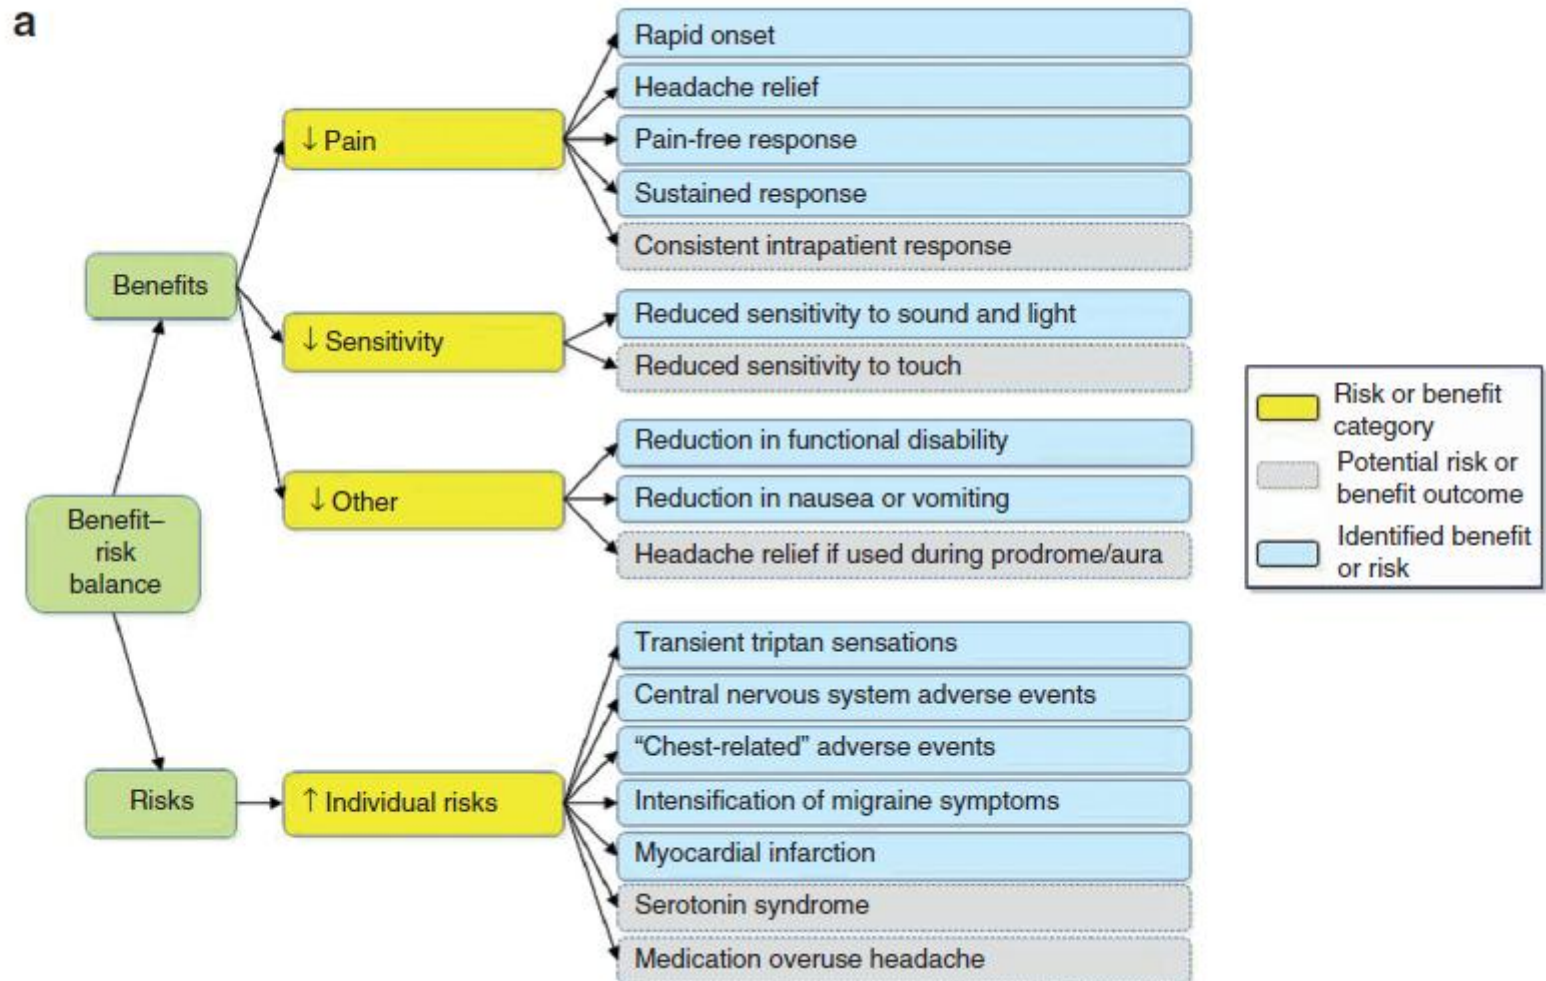 a
Rapid onset
Headache relief
↓ Pain
Pain-free response
Sustained response
Consistent intrapatient response
Benefits
Reduced sensitivity to sound and light
↓ Sensitivity
Reduced sensitivity to touch
Reduction in functional disability
↓ Other
Reduction in nausea or vomiting
Headache relief if used during prodrome/aura
Benefit–
risk
balance
Transient triptan sensations
Central nervous system adverse events
“Chest-related” adverse events
Risks
↑ Individual risks
Intensification of migraine symptoms
Myocardial infarction
Serotonin syndrome
Medication overuse headache
Risk or benefit
category
Potential risk or
benefit outcome
Identified benefit
or risk